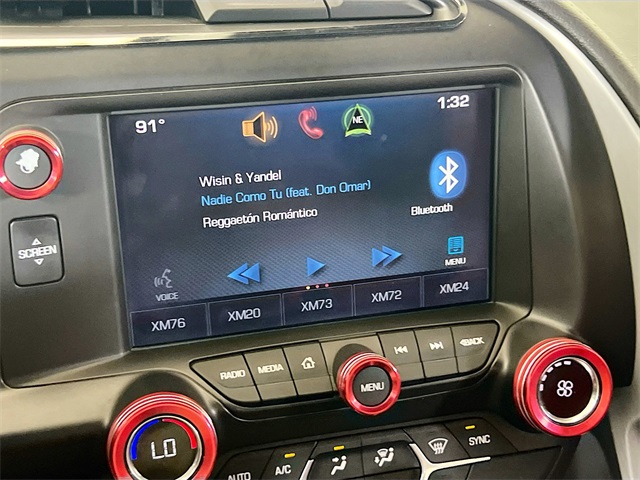 91°
NE
1:32
Wisin & Yandel
Nadie Como Tu (feat. Don Omar)
Reggaetón Romántico
Bluetooth
SCREEN
VOICE
MENU
XM76
XM20
XM73
XM72
XM24
RADIO
MEDIA
MENU
BACK
LO
AUTO
A/C
SYNC